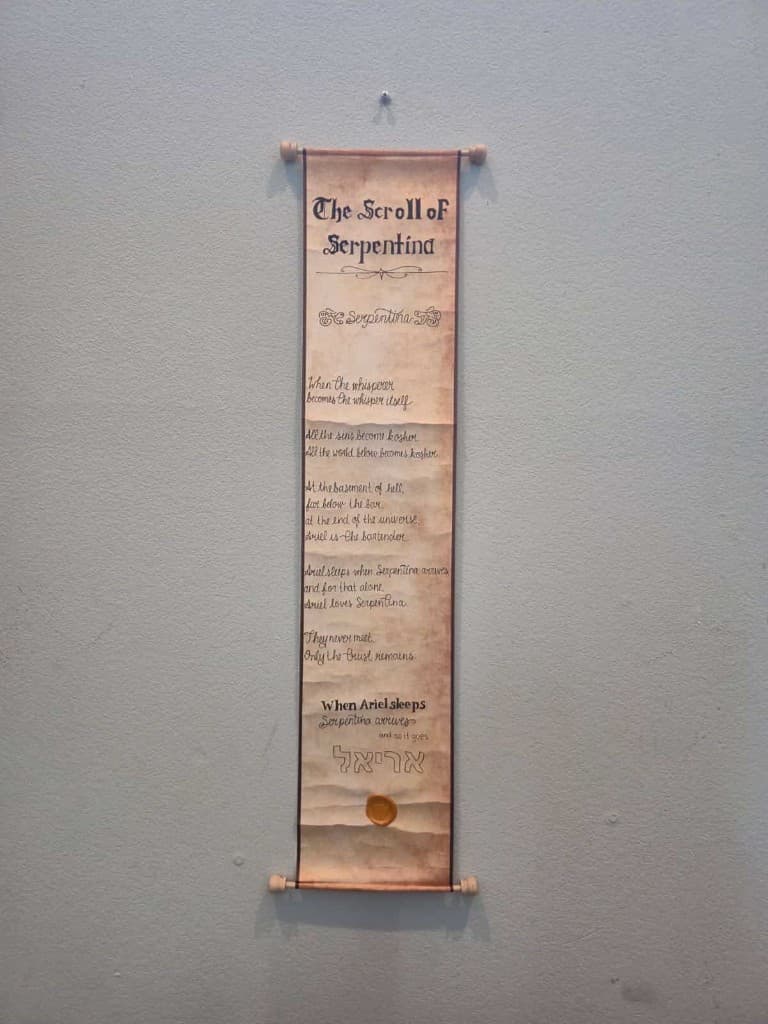 The Scroll of
Serpentina
Serpentina
When the whisperer
becomes the whisper itself
All the sins become kosher
All the world below becomes kosher
At the basement of hell,
far below the bar
at the end of the universe,
Ariel is the bartender
Ariel sleeps when Serpentina arrives
and for that alone,
Ariel loves Serpentina
They never meet
Only the trust remains
When Ariel sleeps
Serpentina arrives
and so it goes
אריאל